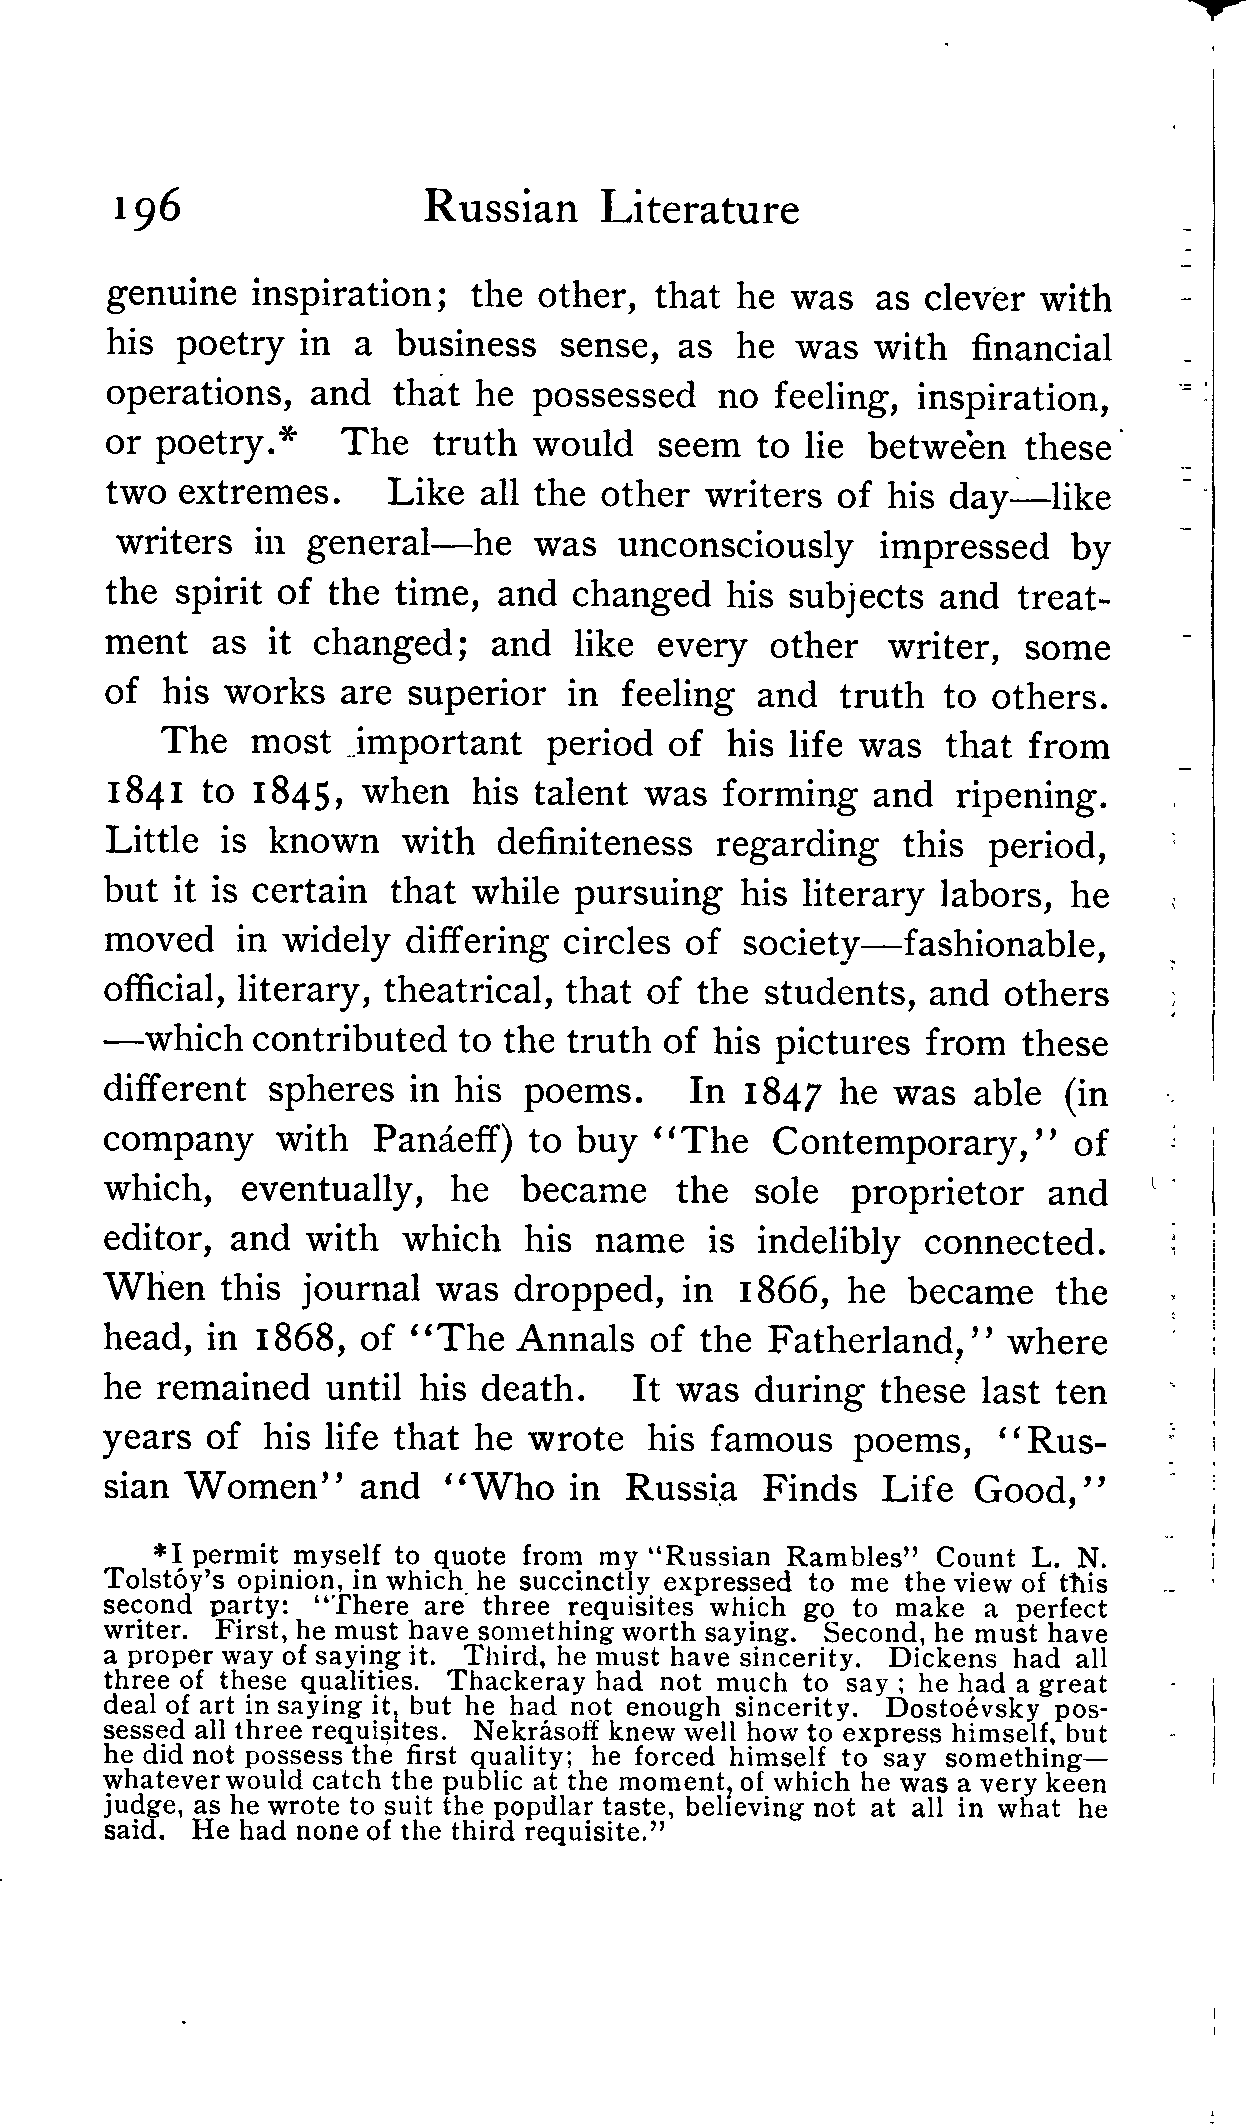 196 Russian Literature
genuine inspiration; the other, that he was as clever with
his poetry in a business sense, as he was with financial
operations, and that he possessed no feeling, inspiration,
or poetry.* The truth would seem to lie between these
two extremes. Like all the other writers of his day—like
writers in general—he was unconsciously impressed by
the spirit of the time, and changed his subjects and treat-
ment as it changed; and like every other writer, some
of his works are superior in feeling and truth to others.
The most important period of his life was that from
1841 to 1845, when his talent was forming and ripening.
Little is known with definiteness regarding this period,
but it is certain that while pursuing his literary labors, he
moved in widely differing circles of society—fashionable,
official, literary, theatrical, that of the students, and others
—which contributed to the truth of his pictures from these
different spheres in his poems. In 1847 he was able (in
company with Panáeff) to buy "The Contemporary," of
which, eventually, he became the sole proprietor and
editor, and with which his name is indelibly connected.
When this journal was dropped, in 1866, he became the
head, in 1868, of "The Annals of the Fatherland," where
he remained until his death. It was during these last ten
years of his life that he wrote his famous poems, "Rus-
sian Women" and "Who in Russia Finds Life Good,"
*I permit myself to quote from my "Russian Rambles" Count L. N.
Tolstóy's opinion, in which he succinctly expressed to me the view of this
second party: "There are three requisites which go to make a perfect
writer. First, he must have something worth saying. Second, he must have
a proper way of saying it. Third, he must have sincerity. Dickens had all
three of these qualities. Thackeray had not much to say; he had a great
deal of art in saying it, but he had not enough sincerity. Dostoévsky pos-
sessed all three requisites. Nekrásoff knew well how to express himself, but
he did not possess the first quality; he forced himself to say something—
whatever would catch the public at the moment, of which he was a very keen
judge, as he wrote to suit the popular taste, believing not at all in what he
said. He had none of the third requisite."